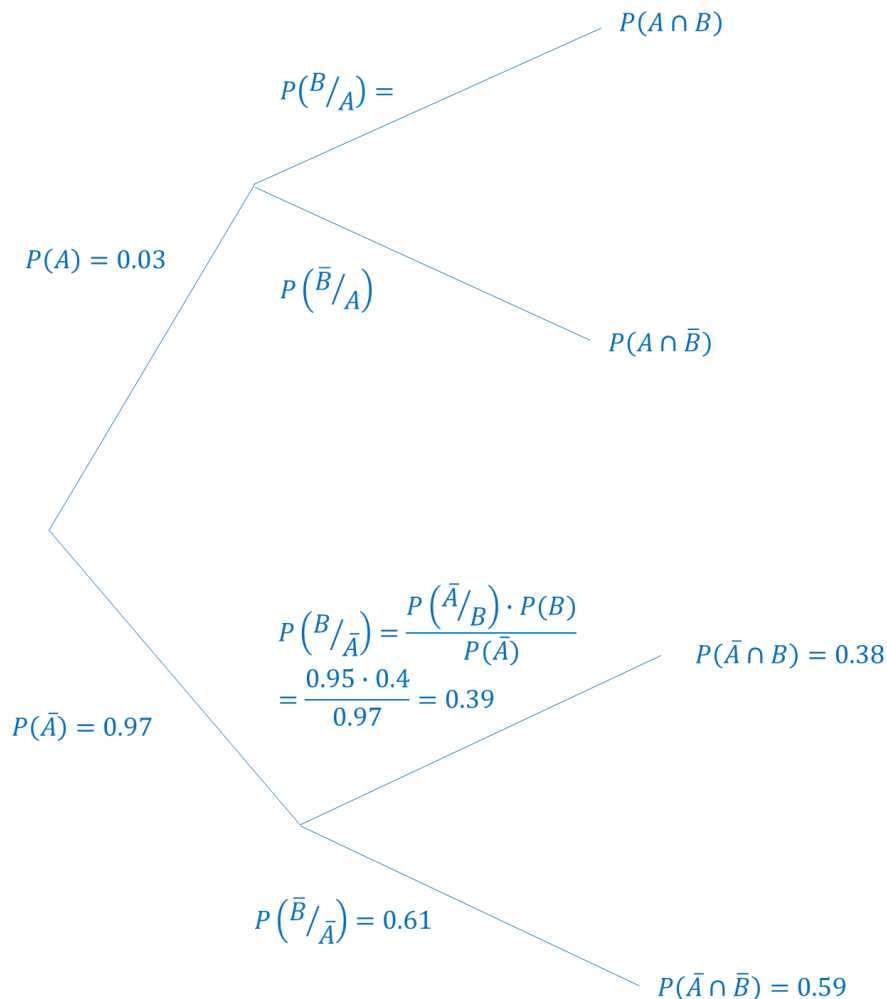 P(A ∩ B)
P(B/A) =
P(A) = 0.03
P(B̄/A)
P(A ∩ B̄)
P(B/Ā) = P(Ā/B) · P(B) / P(Ā)
= 0.95 · 0.4 / 0.97 = 0.39
P(Ā ∩ B) = 0.38
P(Ā) = 0.97
P(B̄/Ā) = 0.61
P(Ā ∩ B̄) = 0.59